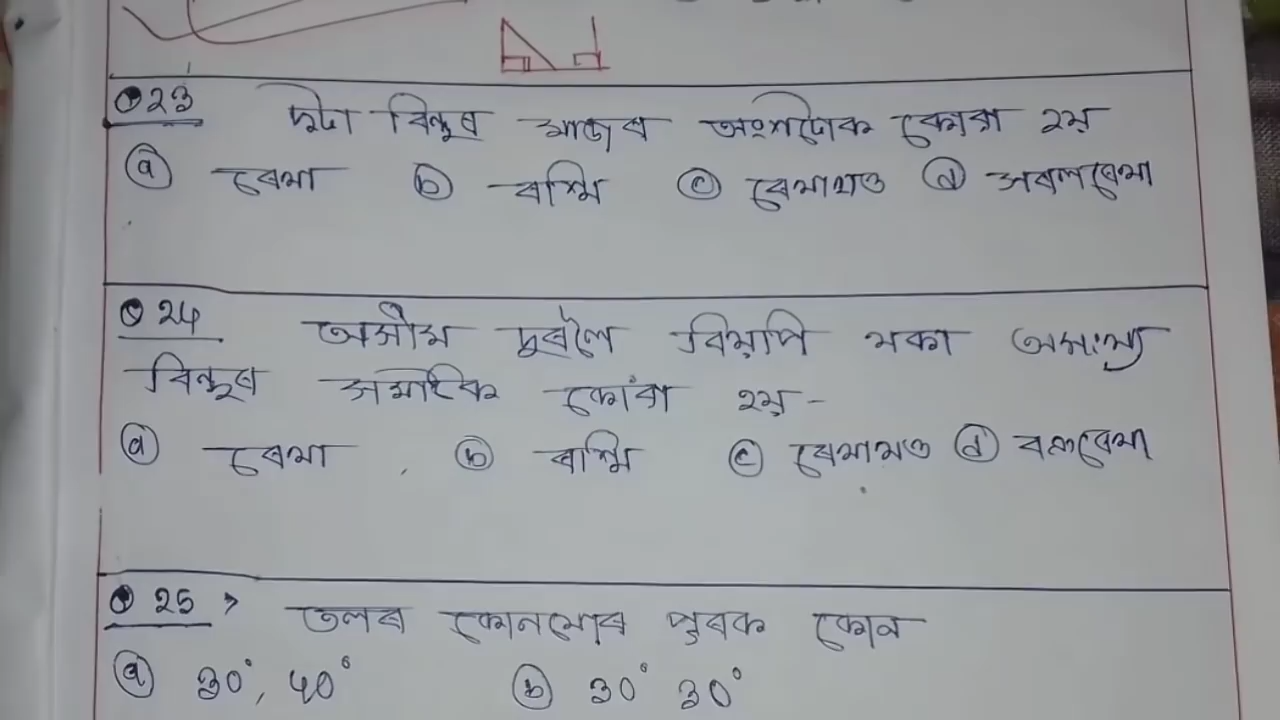 Q 23 দুটা বিন্দুৰ মাজৰ অংশটোক কোৱা হয়
ⓐ ৰেখা ⓑ ৰশ্মি ⓒ ৰেখাখণ্ড ⓓ সৰলৰেখা
Q 24 অসীম দূৰলৈ বিয়পি থকা অসংখ্য
বিন্দুৰ সমষ্টিক কোৱা হয় -
ⓐ ৰেখা ⓑ ৰশ্মি ⓒ ৰেখাখণ্ড ⓓ বক্ৰৰেখা
Q 25 > তলৰ কোনবোৰ পুৰক কোন
ⓐ 30°, 40° ⓑ 30° 30°